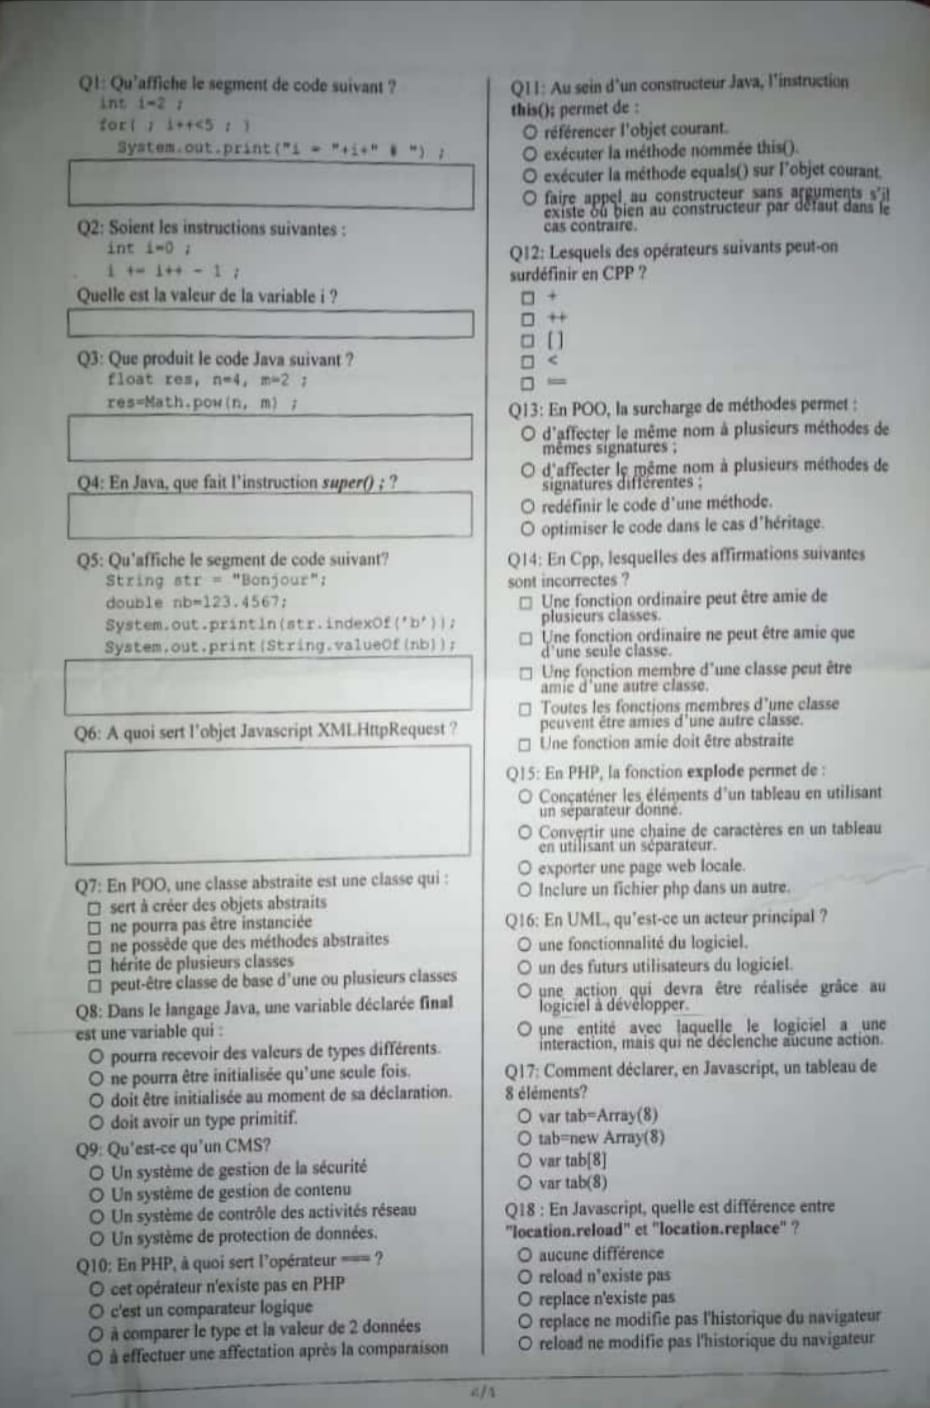 Q1: Qu'affiche le segment de code suivant ?
int i=2 ;
for( ; i++<5 ; )
System.out.print("i = "+i+" # ") ;
Q2: Soient les instructions suivantes :
int i=0 ;
i += i++ - 1 ;
Quelle est la valeur de la variable i ?
Q3: Que produit le code Java suivant ?
float res, n=4, m=2 ;
res=Math.pow(n, m) ;
Q4: En Java, que fait l'instruction super() ; ?
Q5: Qu'affiche le segment de code suivant?
String str = "Bonjour";
double nb=123.4567;
System.out.println(str.indexOf('b'));
System.out.print(String.valueOf(nb));
Q6: A quoi sert l'objet Javascript XMLHttpRequest ?
Q7: En POO, une classe abstraite est une classe qui :
sert à créer des objets abstraits
ne pourra pas être instanciée
ne possède que des méthodes abstraites
hérite de plusieurs classes
peut-être classe de base d'une ou plusieurs classes
Q8: Dans le langage Java, une variable déclarée final
est une variable qui :
pourra recevoir des valeurs de types différents.
ne pourra être initialisée qu'une seule fois.
doit être initialisée au moment de sa déclaration.
doit avoir un type primitif.
Q9: Qu'est-ce qu'un CMS?
Un système de gestion de la sécurité
Un système de gestion de contenu
Un système de contrôle des activités réseau
Un système de protection de données.
Q10: En PHP, à quoi sert l'opérateur === ?
cet opérateur n'existe pas en PHP
c'est un comparateur logique
à comparer le type et la valeur de 2 données
à effectuer une affectation après la comparaison
Q11: Au sein d'un constructeur Java, l'instruction
this(); permet de :
référencer l'objet courant.
exécuter la méthode nommée this().
exécuter la méthode equals() sur l'objet courant.
faire appel au constructeur sans arguments s'il
existe ou bien au constructeur par défaut dans le
cas contraire.
Q12: Lesquels des opérateurs suivants peut-on
surdéfinir en CPP ?
+
++
[ ]
<
==
Q13: En POO, la surcharge de méthodes permet :
d'affecter le même nom à plusieurs méthodes de
mêmes signatures ;
d'affecter le même nom à plusieurs méthodes de
signatures différentes ;
redéfinir le code d'une méthode.
optimiser le code dans le cas d'héritage.
Q14: En Cpp, lesquelles des affirmations suivantes
sont incorrectes ?
Une fonction ordinaire peut être amie de
plusieurs classes.
Une fonction ordinaire ne peut être amie que
d'une seule classe.
Une fonction membre d'une classe peut être
amie d'une autre classe.
Toutes les fonctions membres d'une classe
peuvent être amies d'une autre classe.
Une fonction amie doit être abstraite
Q15: En PHP, la fonction explode permet de :
Concaténer les éléments d'un tableau en utilisant
un séparateur donné.
Convertir une chaine de caractères en un tableau
en utilisant un séparateur.
exporter une page web locale.
Inclure un fichier php dans un autre.
Q16: En UML, qu'est-ce un acteur principal ?
une fonctionnalité du logiciel.
un des futurs utilisateurs du logiciel.
une action qui devra être réalisée grâce au
logiciel à développer.
une entité avec laquelle le logiciel a une
interaction, mais qui ne déclenche aucune action.
Q17: Comment déclarer, en Javascript, un tableau de
8 éléments?
var tab=Array(8)
tab=new Array(8)
var tab[8]
var tab(8)
Q18 : En Javascript, quelle est différence entre
"location.reload" et "location.replace" ?
aucune différence
reload n'existe pas
replace n'existe pas
replace ne modifie pas l'historique du navigateur
reload ne modifie pas l'historique du navigateur